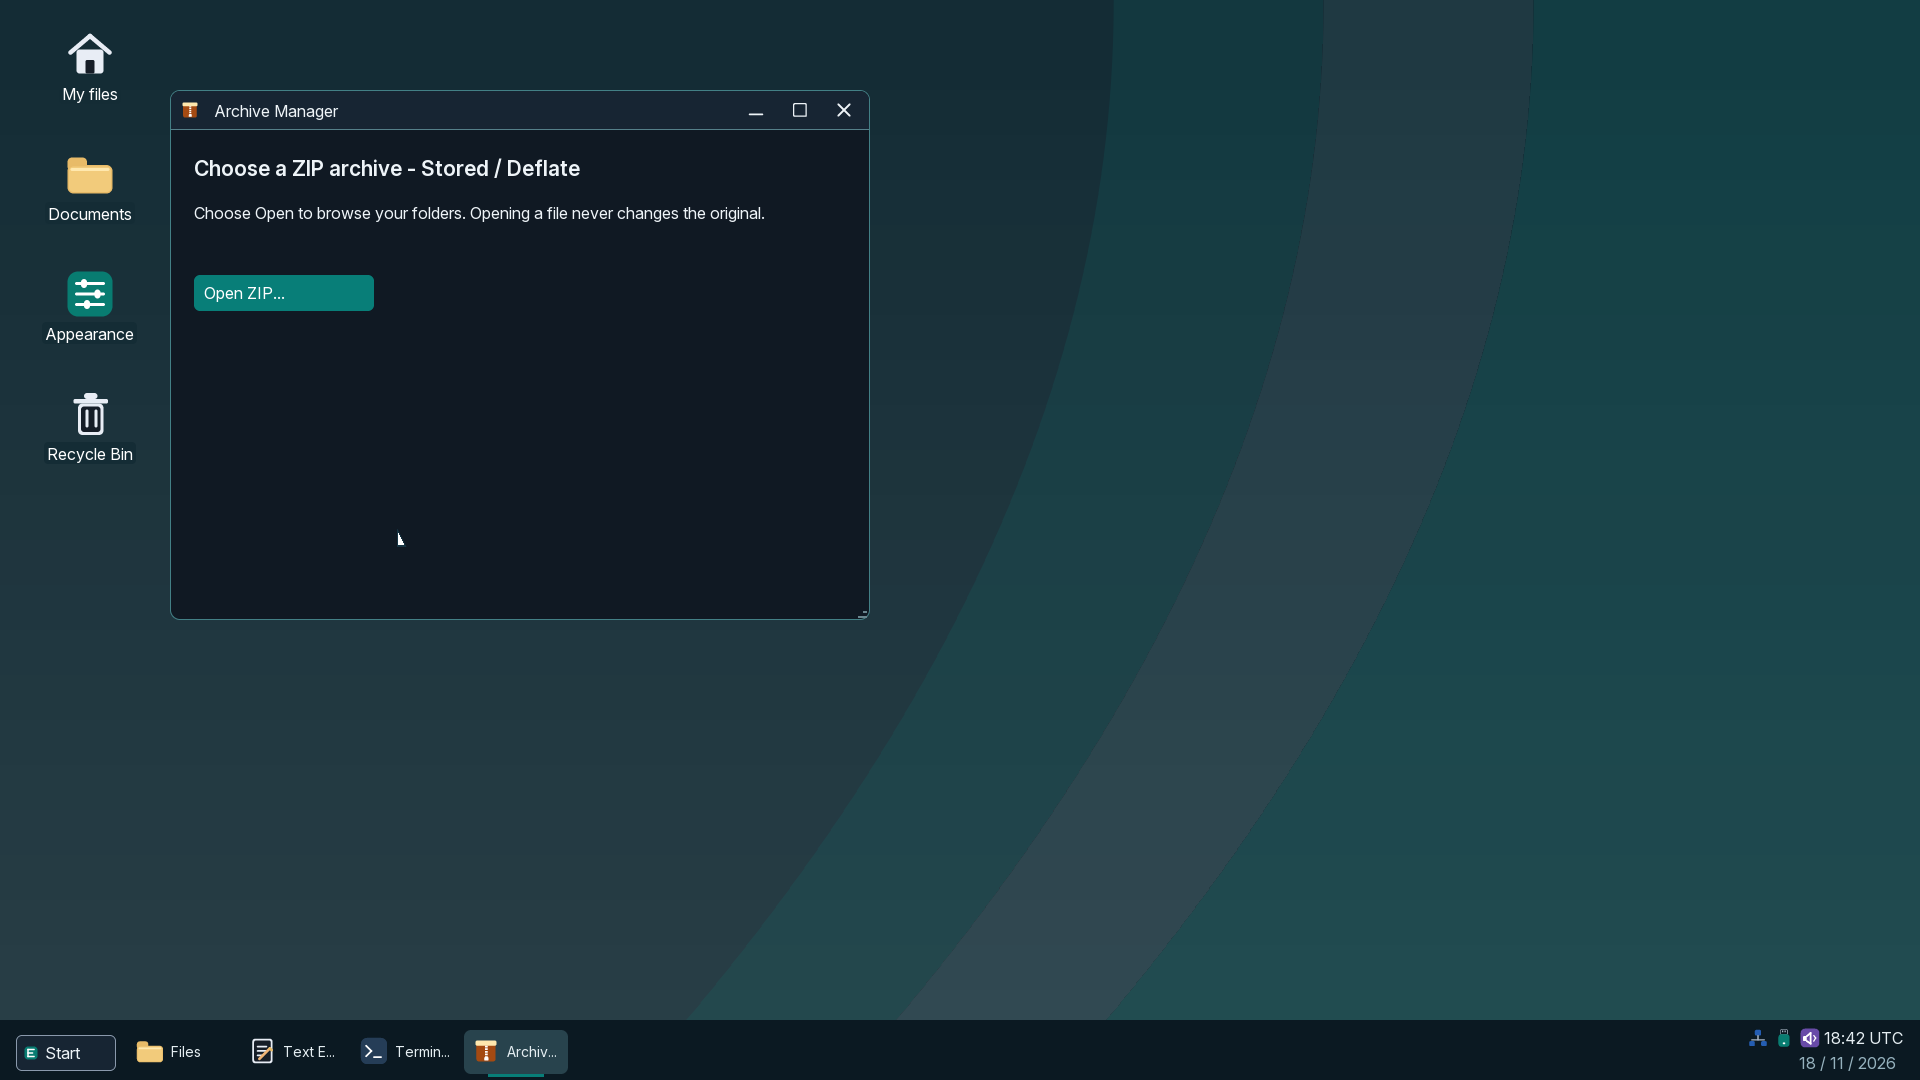 My files
Documents
Appearance
Recycle Bin
Archive Manager
Choose a ZIP archive - Stored / Deflate
Choose Open to browse your folders. Opening a file never changes the original.
Open ZIP...
Start
Files
Text E...
Termin...
Archiv...
18:42 UTC
18 / 11 / 2026